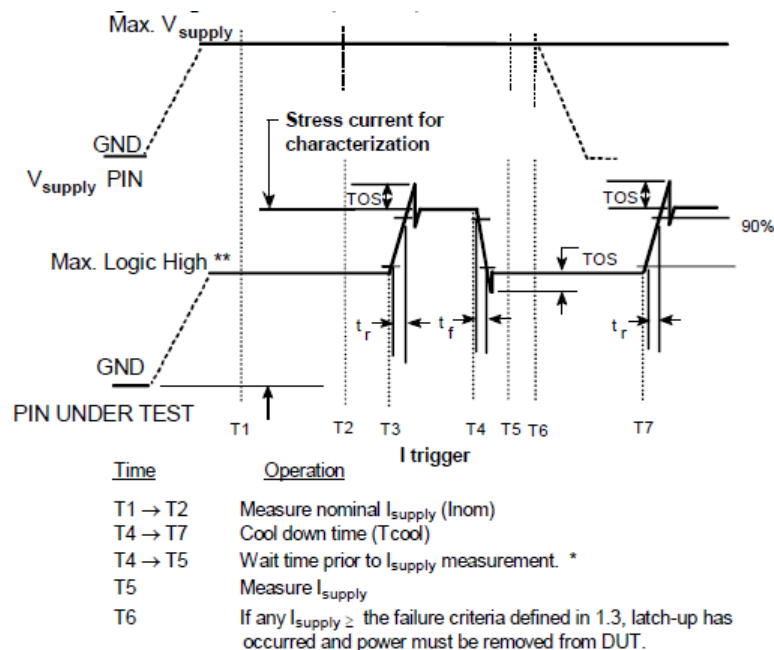 Max. Vsupply
GND
Vsupply PIN
Stress current for
characterization
TOS
TOS
90%
Max. Logic High **
TOS
tr
tf
tr
GND
PIN UNDER TEST
T1
T2
T3
T4
T5
T6
T7
I trigger
Time Operation
T1 → T2 Measure nominal Isupply (Inom)
T4 → T7 Cool down time (Tcool)
T4 → T5 Wait time prior to Isupply measurement. *
T5 Measure Isupply
T6 If any Isupply ≥ the failure criteria defined in 1.3, latch-up has
occurred and power must be removed from DUT.